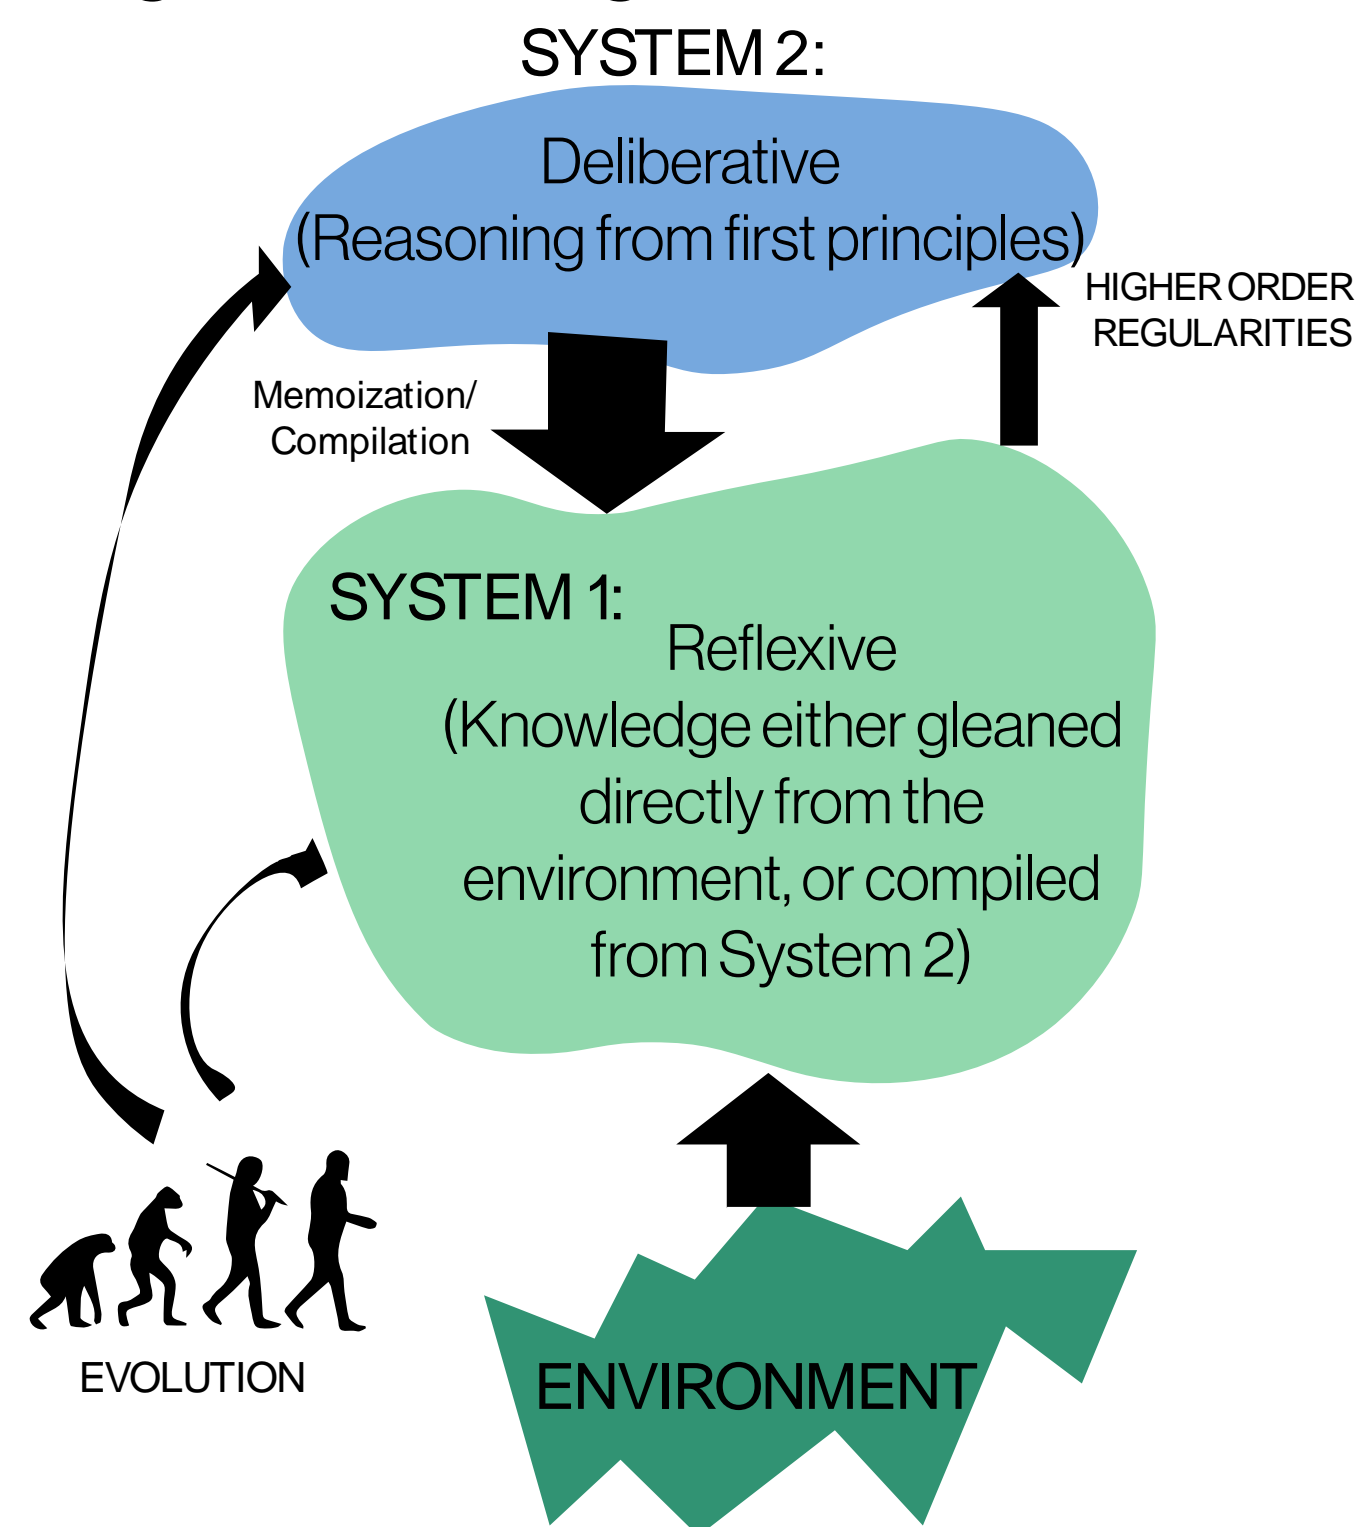 SYSTEM 2:
Deliberative
(Reasoning from first principles)
HIGHER ORDER
REGULARITIES
Memoization/
Compilation
SYSTEM 1:
Reflexive
(Knowledge either gleaned
directly from the
environment, or compiled
from System 2)
EVOLUTION
ENVIRONMENT